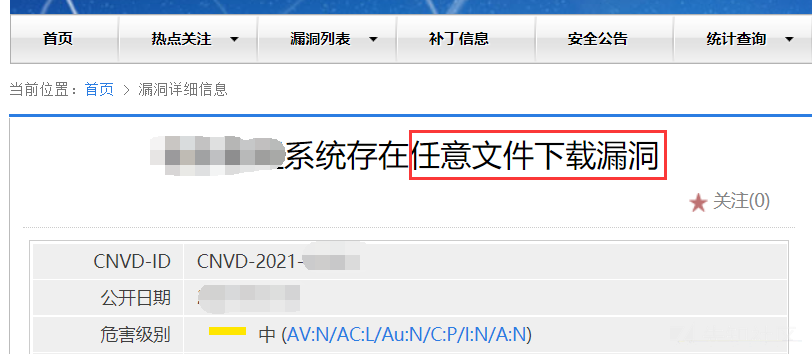 首页 热点关注 漏洞列表 补丁信息 安全公告 统计查询
当前位置：首页 > 漏洞详细信息
系统存在任意文件下载漏洞
关注(0)
CNVD-ID CNVD-2021-
公开日期
危害级别 中 (AV:N/AC:L/Au:N/C:P/I:N/A:N)